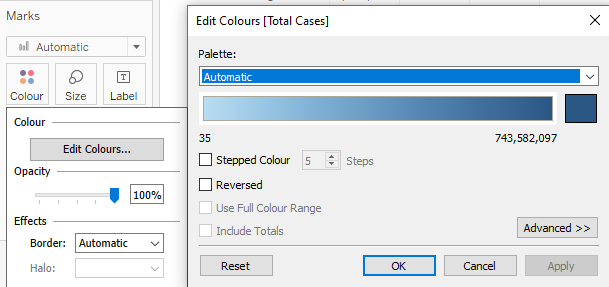 Marks
Automatic
Colour Size Label
Colour
Edit Colours...
Opacity
100%
Effects
Border: Automatic
Halo:
Edit Colours [Total Cases]
Palette:
Automatic
35 743,582,097
Stepped Colour 5 Steps
Reversed
Use Full Colour Range
Include Totals
Advanced >>
Reset OK Cancel Apply